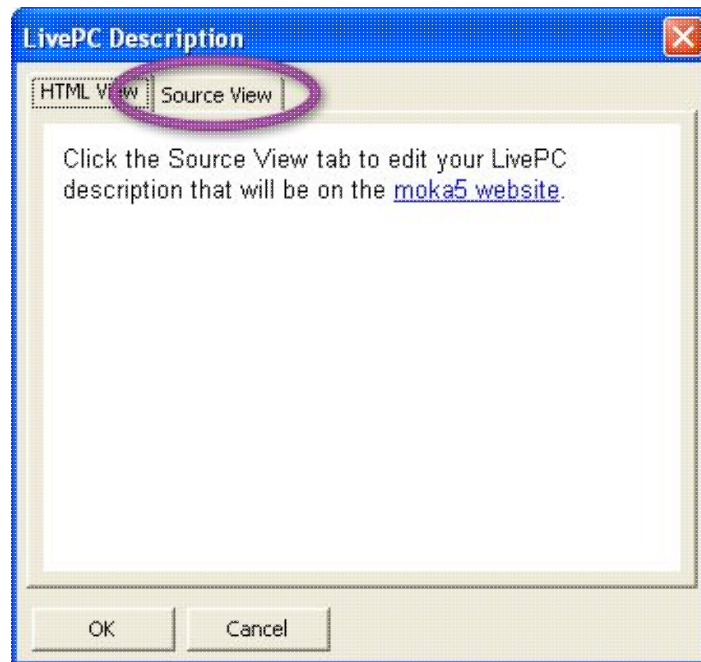 LivePC Description
HTML View Source View
Click the Source View tab to edit your LivePC
description that will be on the moka5 website.
OK Cancel